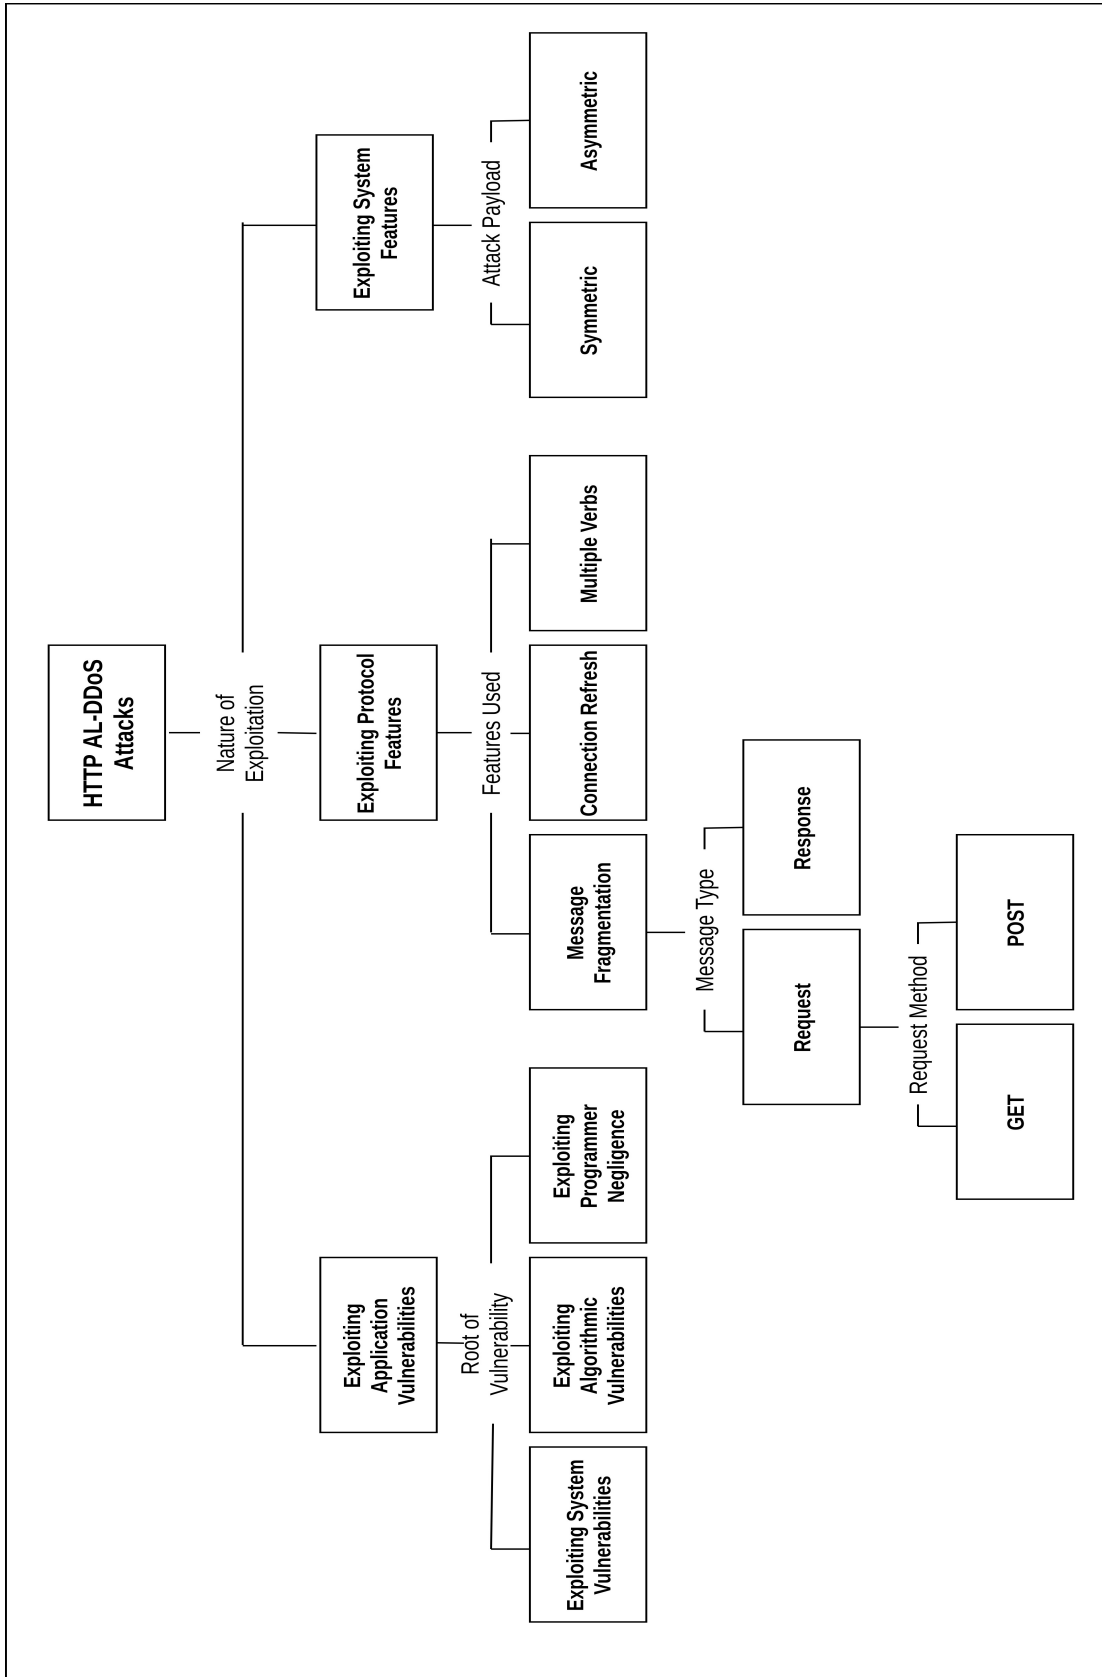 HTTP AL-DDoS
Attacks
Nature of
Exploitation
Exploiting
Application
Vulnerabilities
Exploiting Protocol
Features
Exploiting System
Features
Root of
Vulnerability
Features Used
Attack Payload
Exploiting System
Vulnerabilities
Exploiting
Algorithmic
Vulnerabilities
Exploiting
Programmer
Negligence
Message
Fragmentation
Connection Refresh
Multiple Verbs
Symmetric
Asymmetric
Message Type
Request
Response
Request Method
GET
POST